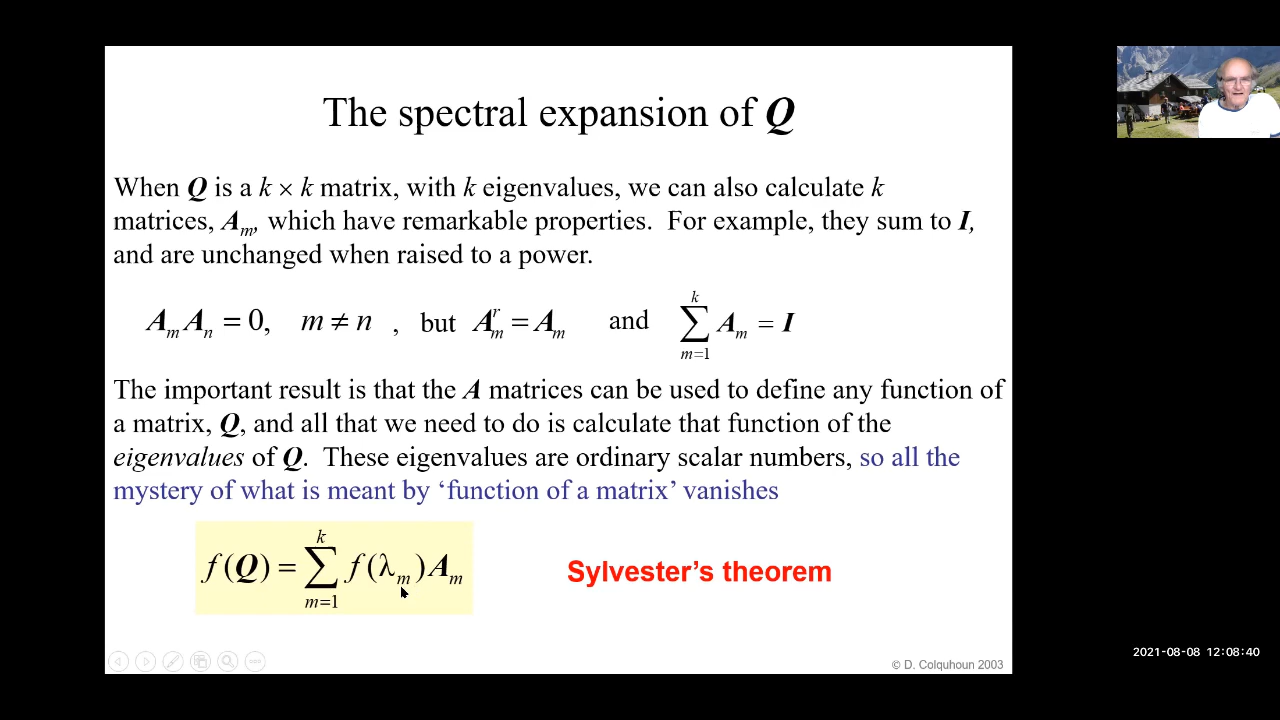 The spectral expansion of Q
When Q is a k × k matrix, with k eigenvalues, we can also calculate k
matrices, Aₘ, which have remarkable properties. For example, they sum to I,
and are unchanged when raised to a power.
AₘAₙ = 0, m ≠ n , but Aₘʳ = Aₘ and ∑ₘ₌₁ᵏ Aₘ = I
The important result is that the A matrices can be used to define any function of
a matrix, Q, and all that we need to do is calculate that function of the
eigenvalues of Q. These eigenvalues are ordinary scalar numbers, so all the
mystery of what is meant by ‘function of a matrix’ vanishes
f(Q) = ∑ₘ₌₁ᵏ f(λₘ)Aₘ Sylvester’s theorem
© D. Colquhoun 2003
2021-08-08 12:08:40